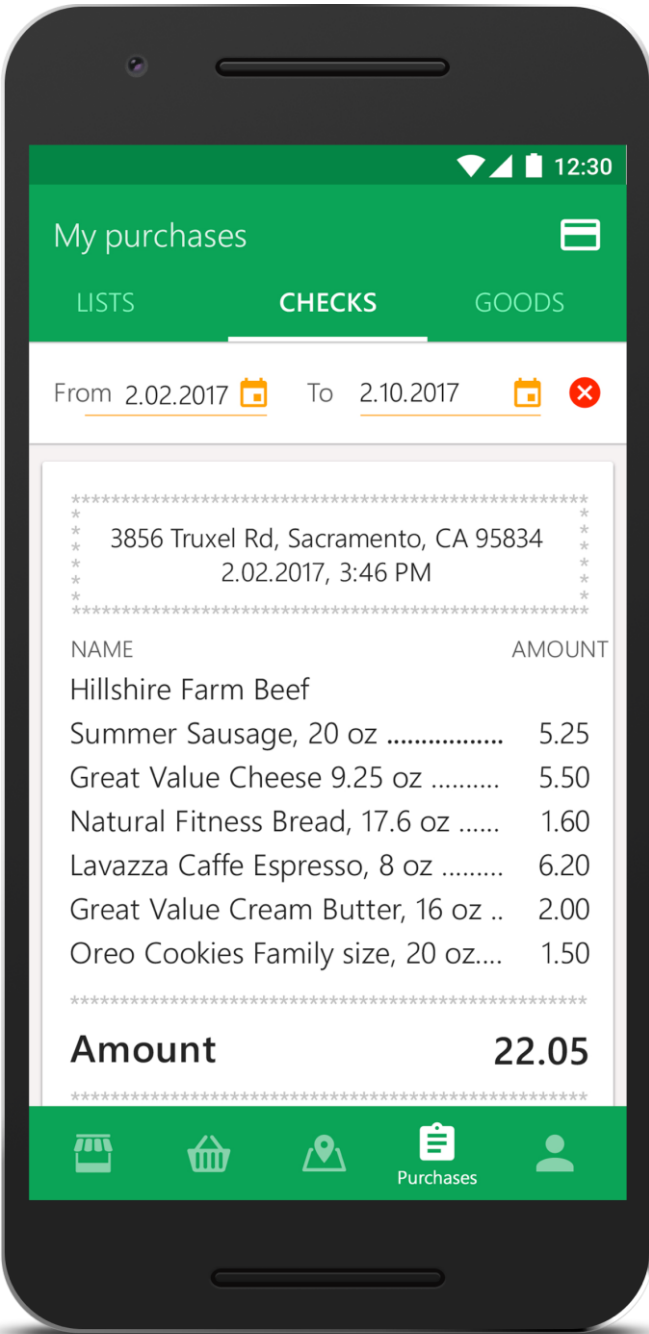 12:30
My purchases
LISTS CHECKS GOODS
From 2.02.2017 To 2.10.2017
***************************************************
* *
* 3856 Truxel Rd, Sacramento, CA 95834 *
* 2.02.2017, 3:46 PM *
* *
* *
***************************************************
NAME AMOUNT
Hillshire Farm Beef
Summer Sausage, 20 oz ................. 5.25
Great Value Cheese 9.25 oz .......... 5.50
Natural Fitness Bread, 17.6 oz ...... 1.60
Lavazza Caffe Espresso, 8 oz ......... 6.20
Great Value Cream Butter, 16 oz .. 2.00
Oreo Cookies Family size, 20 oz.... 1.50
***************************************************
Amount 22.05
***************************************************
Purchases